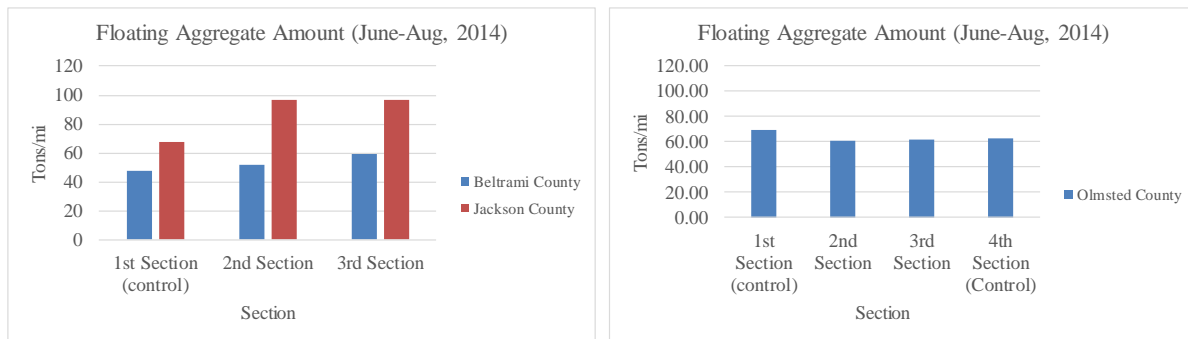 Floating Aggregate Amount (June-Aug, 2014)
Tons/mi
120
100
80
60
40
20
0
1st Section (control)
2nd Section
3rd Section
Section
Beltrami County
Jackson County
Floating Aggregate Amount (June-Aug, 2014)
Tons/mi
120.00
100.00
80.00
60.00
40.00
20.00
0.00
1st Section (control)
2nd Section
3rd Section
4th Section (Control)
Section
Olmsted County